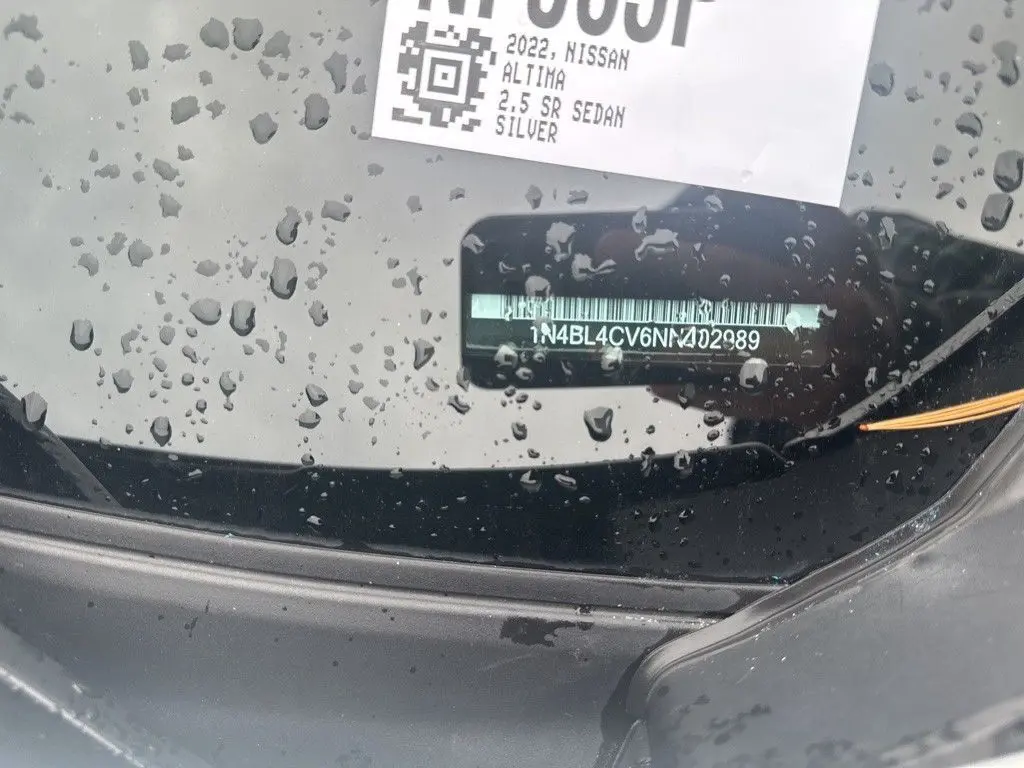 2022, NISSAN
ALTIMA
2.5 SR SEDAN
SILVER
1N4BL4CV6NN402989